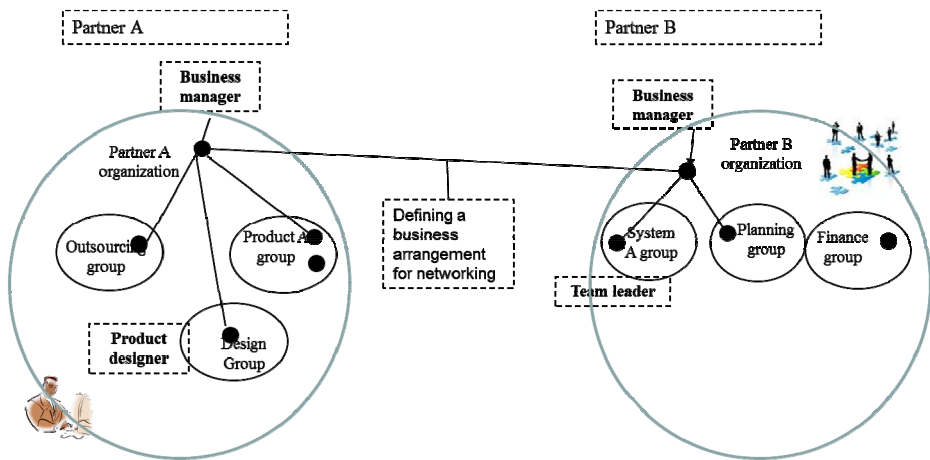 Partner A
Partner B
Business
manager
Business
manager
Partner A
organization
Partner B
organization
Outsourcing
group
Product A
group
Defining a
business
arrangement
for networking
System
A group
Planning
group
Finance
group
Team leader
Product
designer
Design
Group